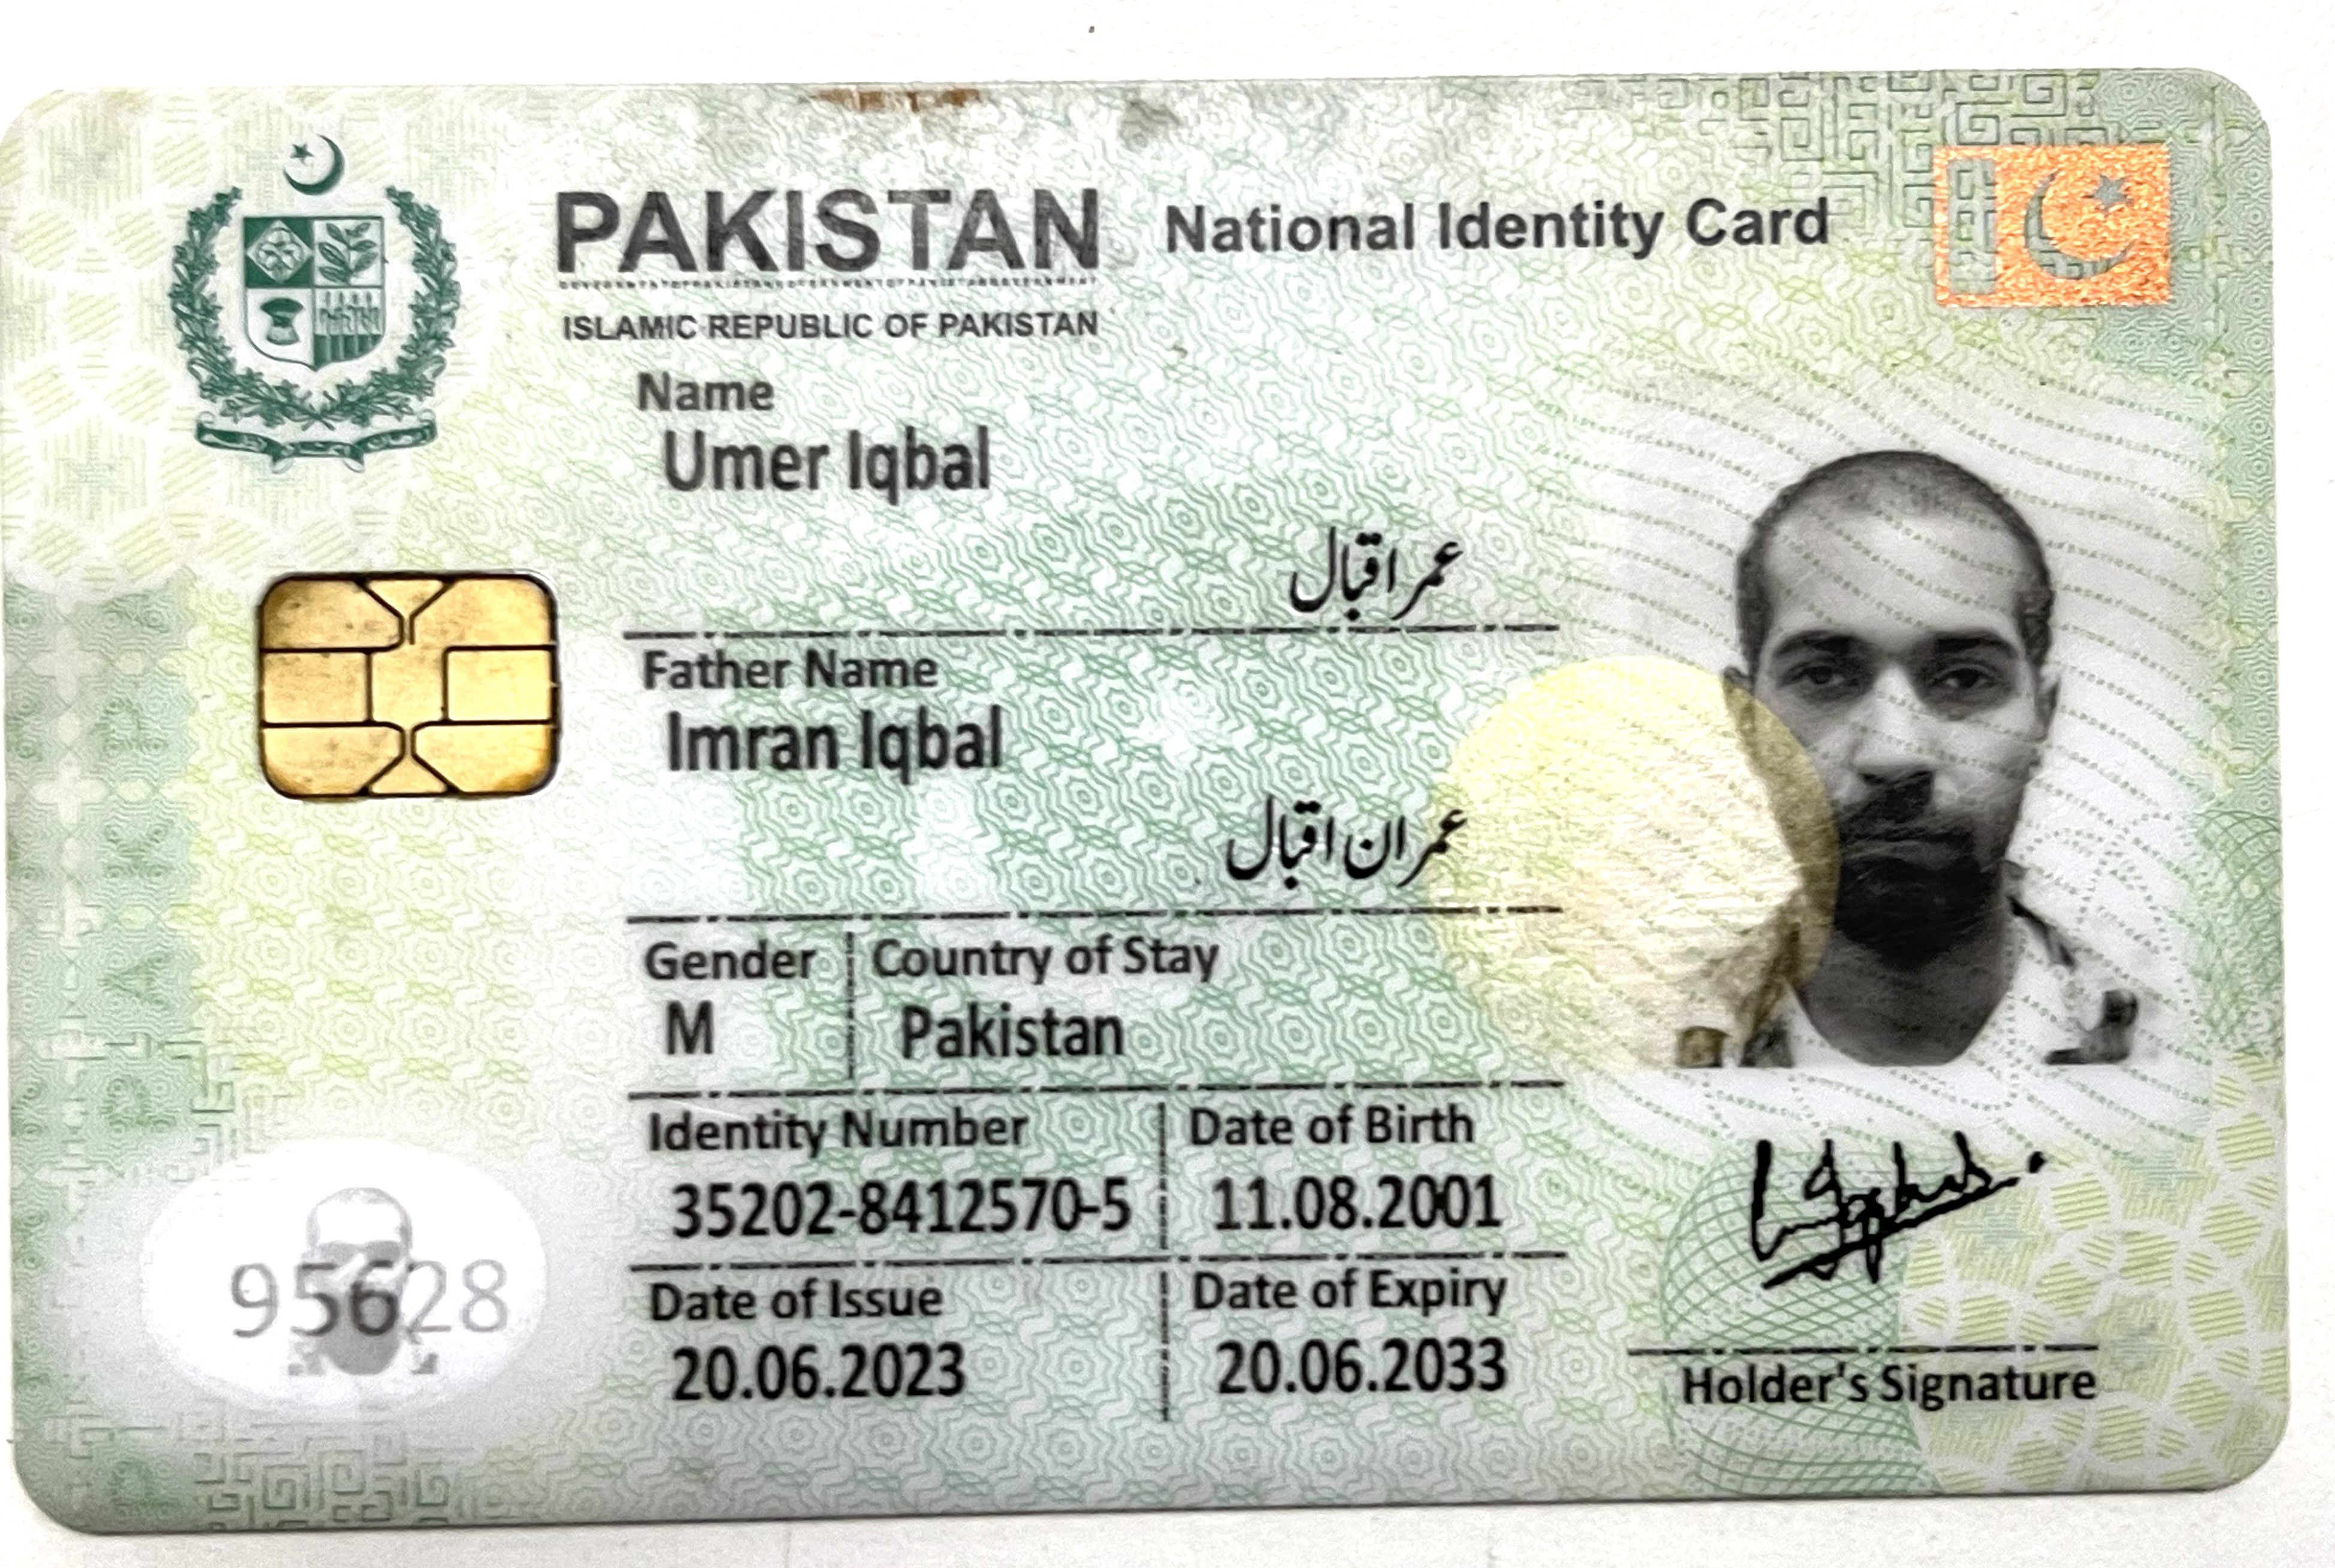 PAKISTAN National Identity Card
ISLAMIC REPUBLIC OF PAKISTAN
Name
Umer Iqbal
عمر اقبال
Father Name
Imran Iqbal
عمران اقبال
Gender Country of Stay
M Pakistan
Identity Number Date of Birth
35202-8412570-5 11.08.2001
Date of Issue Date of Expiry
20.06.2023 20.06.2033
95628
Holder's Signature